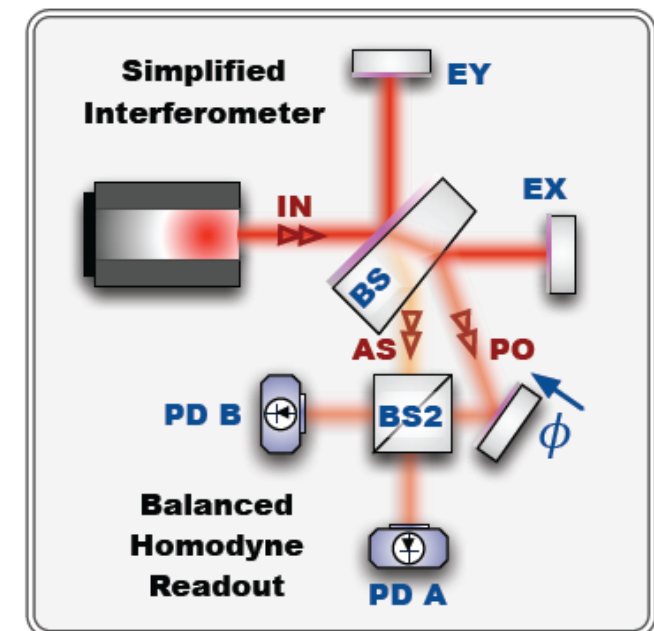 Simplified
Interferometer
EY
EX
IN
BS
AS
PO
PD B
BS2
ϕ
Balanced
Homodyne
Readout
PD A